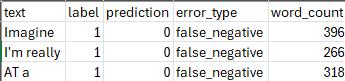 text label prediction error_type word_count
Imagine 1 0 false_negative 396
I'm really 1 0 false_negative 266
AT a 1 0 false_negative 318